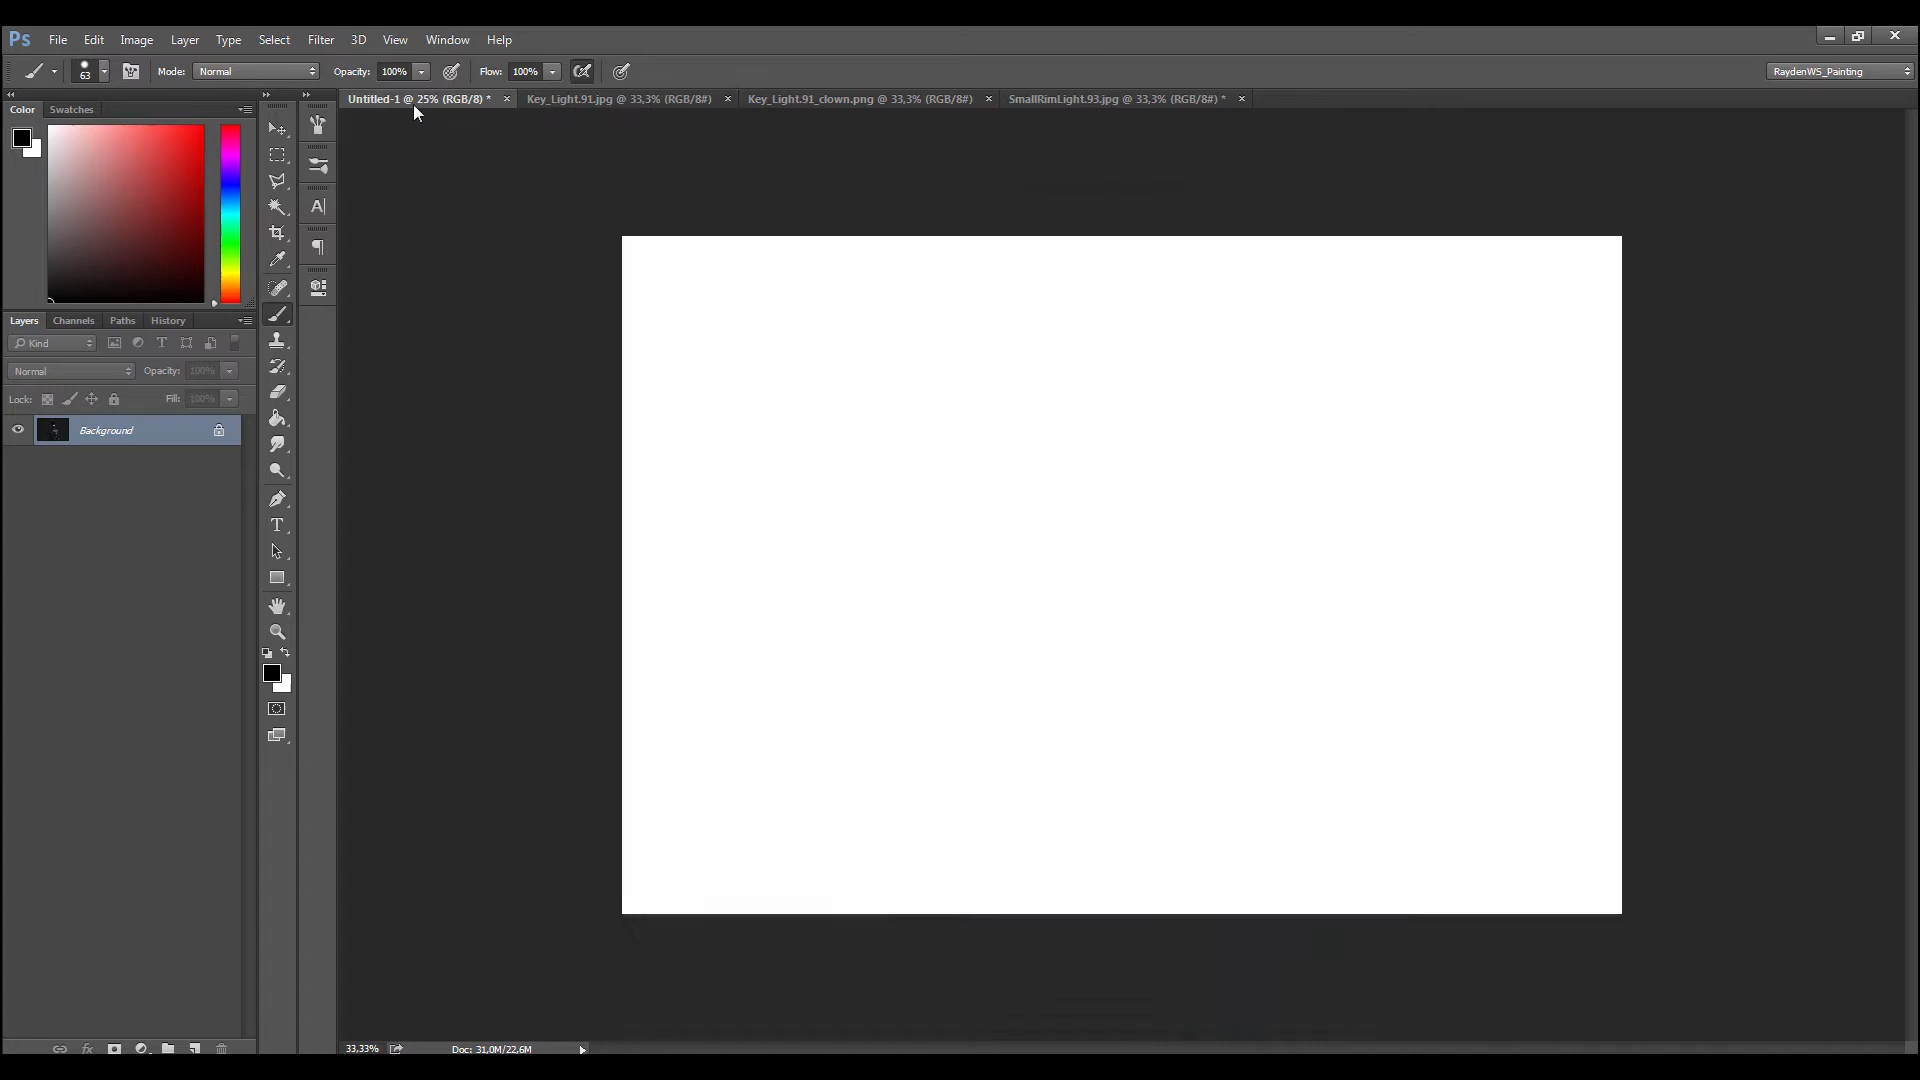 Ps File Edit Image Layer Type Select Filter 3D View Window Help
63 Mode: Normal Opacity: 100% Flow: 100% RaydenWS_Painting
Untitled-1 @ 25% (RGB/8) * × Key_Light.91.jpg @ 33,3% (RGB/8#) × Key_Light.91_clown.png @ 33,3% (RGB/8#) × SmallRimLight.93.jpg @ 33,3% (RGB/8#) * ×
Color Swatches
Layers Channels Paths History
Kind
Normal Opacity: 100%
Lock: Fill: 100%
Background
33,33% Doc: 31,0M/22,6M